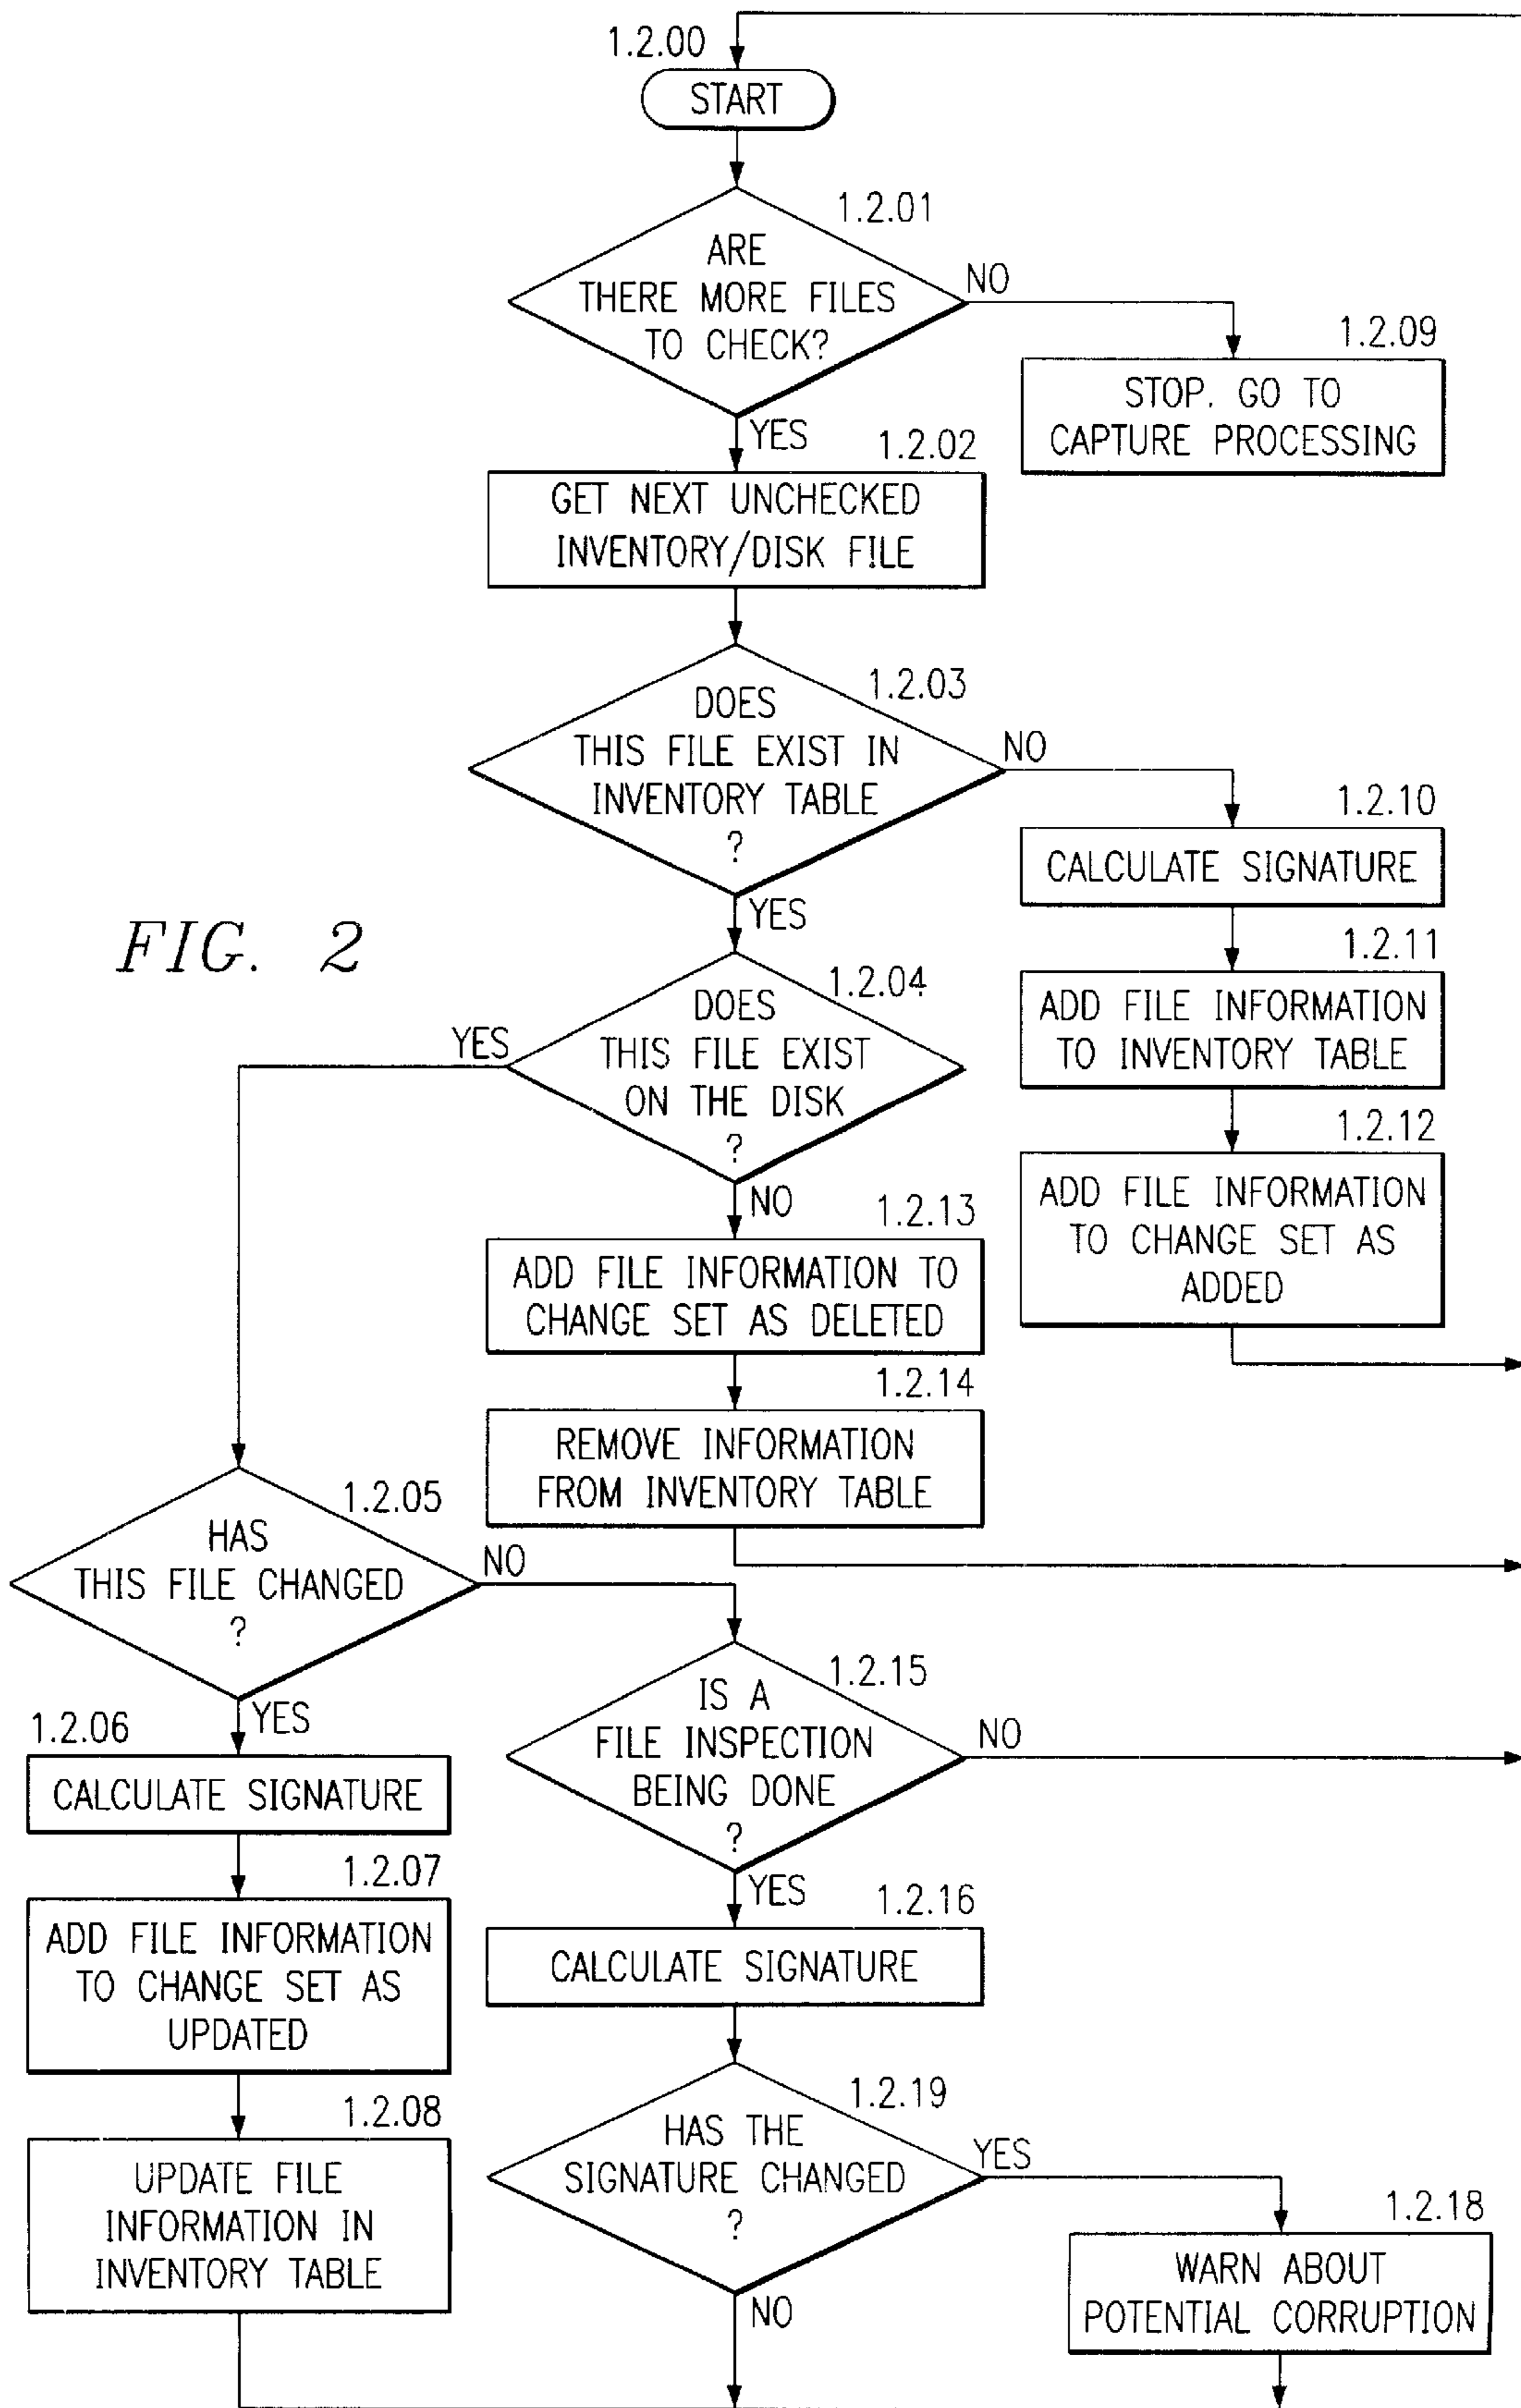 1.2.00
START
1.2.01
ARE
THERE MORE FILES
TO CHECK?
NO
1.2.09
STOP. GO TO
CAPTURE PROCESSING
YES
1.2.02
GET NEXT UNCHECKED
INVENTORY/DISK FILE
1.2.03
DOES
THIS FILE EXIST IN
INVENTORY TABLE
?
NO
1.2.10
CALCULATE SIGNATURE
YES
1.2.11
ADD FILE INFORMATION
TO INVENTORY TABLE
FIG. 2
1.2.04
DOES
THIS FILE EXIST
ON THE DISK
?
YES
1.2.12
ADD FILE INFORMATION
TO CHANGE SET AS
ADDED
NO
1.2.13
ADD FILE INFORMATION TO
CHANGE SET AS DELETED
1.2.14
REMOVE INFORMATION
FROM INVENTORY TABLE
1.2.05
HAS
THIS FILE CHANGED
?
NO
1.2.15
IS A
FILE INSPECTION
BEING DONE
?
NO
YES
1.2.06
CALCULATE SIGNATURE
1.2.07
ADD FILE INFORMATION
TO CHANGE SET AS
UPDATED
1.2.08
UPDATE FILE
INFORMATION IN
INVENTORY TABLE
YES
1.2.16
CALCULATE SIGNATURE
1.2.19
HAS THE
SIGNATURE CHANGED
?
YES
1.2.18
WARN ABOUT
POTENTIAL CORRUPTION
NO